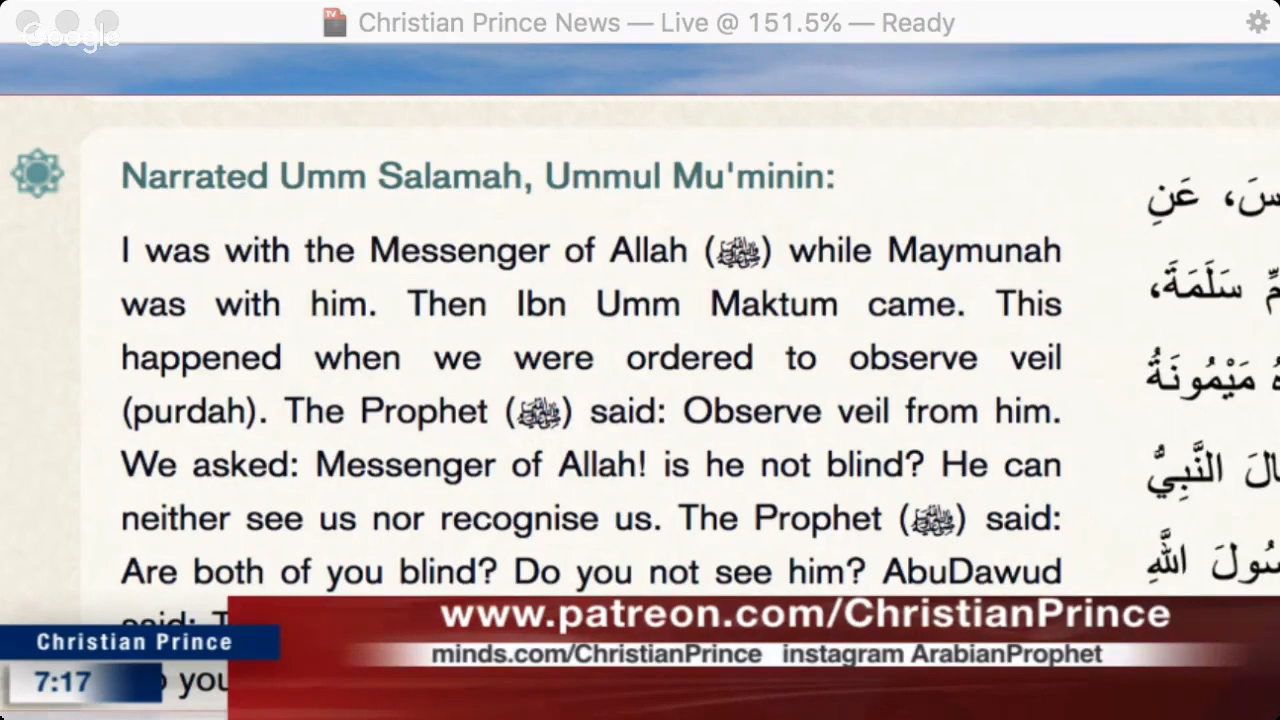 Christian Prince News — Live @ 151.5% — Ready
Google
Narrated Umm Salamah, Ummul Mu'minin:
I was with the Messenger of Allah (ﷺ) while Maymunah
was with him. Then Ibn Umm Maktum came. This
happened when we were ordered to observe veil
(purdah). The Prophet (ﷺ) said: Observe veil from him.
We asked: Messenger of Allah! is he not blind? He can
neither see us nor recognise us. The Prophet (ﷺ) said:
Are both of you blind? Do you not see him? AbuDawud
said: T
you
، عَنِ
سَلَمَةَ،
مَيْمُونَةُ
النَّبِيُّ
اللَّهِ
www.patreon.com/ChristianPrince
minds.com/ChristianPrince instagram ArabianProphet
Christian Prince
7:17